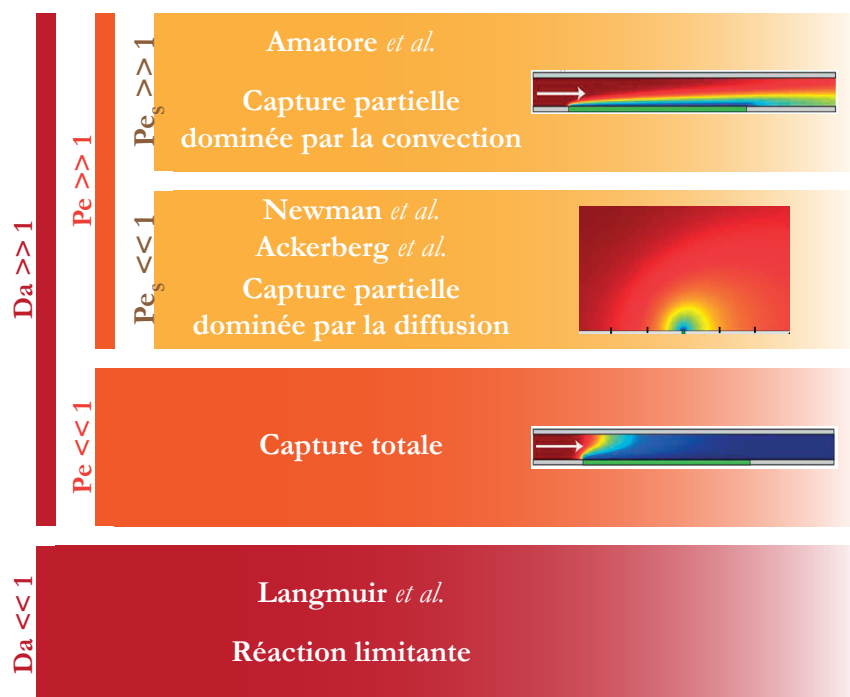 Da >> 1
Pe >> 1
Pes >> 1
Amatore et al.
Capture partielle
dominée par la convection
Pes << 1
Newman et al.
Ackerberg et al.
Capture partielle
dominée par la diffusion
Pe << 1
Capture totale
Da << 1
Langmuir et al.
Réaction limitante